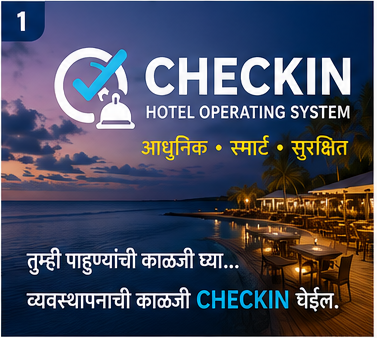 1
CHECKIN
HOTEL OPERATING SYSTEM
आधुनिक • स्मार्ट • सुरक्षित
तुम्ही पाहुण्यांची काळजी घ्या...
व्यवस्थापनाची काळजी CHECKIN घेईल.